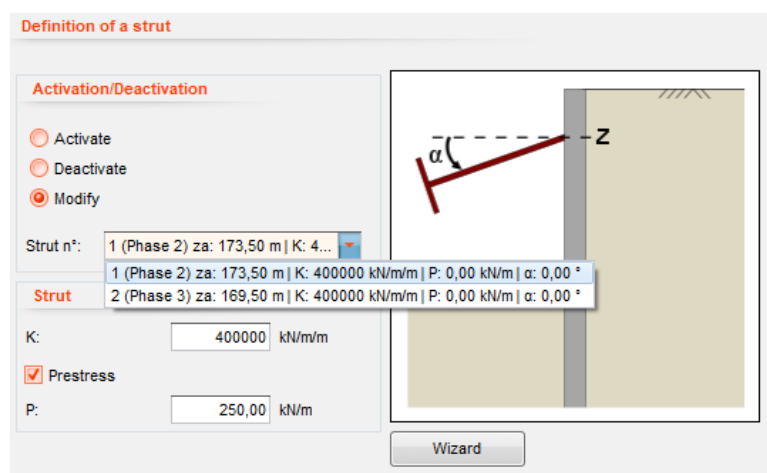 Definition of a strut
Activation/Deactivation
Activate
Deactivate
Modify
Strut n°: 1 (Phase 2) za: 173,50 m | K: 4...
1 (Phase 2) za: 173,50 m | K: 400000 kN/m/m | P: 0,00 kN/m | α: 0,00 °
2 (Phase 3) za: 169,50 m | K: 400000 kN/m/m | P: 0,00 kN/m | α: 0,00 °
Strut
K: 400000 kN/m/m
Prestress
P: 250,00 kN/m
Z
α
Wizard